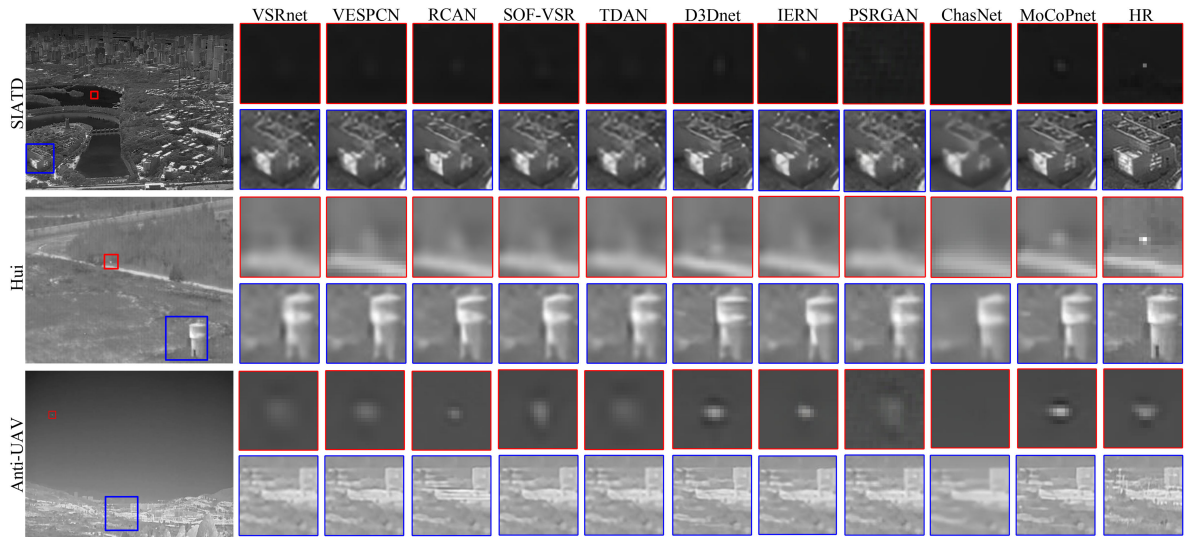 VSRnet VESPCN RCAN SOF-VSR TDAN D3Dnet IERN PSRGAN ChasNet MoCoPnet HR
SIATD
Hui
Anti-UAV